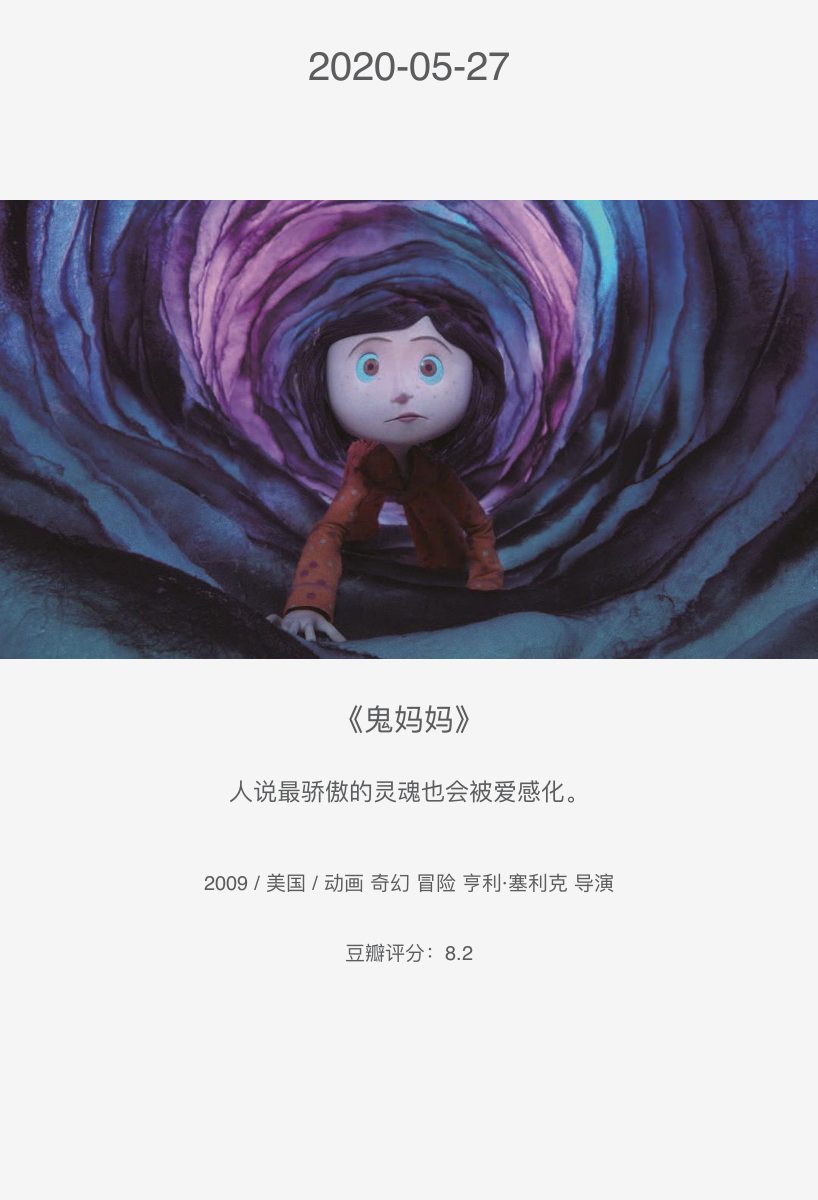 2020-05-27
《鬼妈妈》
人说最骄傲的灵魂也会被爱感化。
2009 / 美国 / 动画 奇幻 冒险 亨利·塞利克 导演
豆瓣评分：8.2